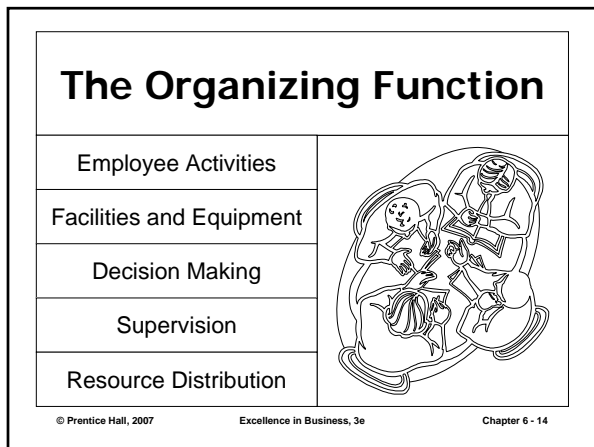 The Organizing Function
Employee Activities
Facilities and Equipment
Decision Making
Supervision
Resource Distribution
© Prentice Hall, 2007 Excellence in Business, 3e Chapter 6 - 14